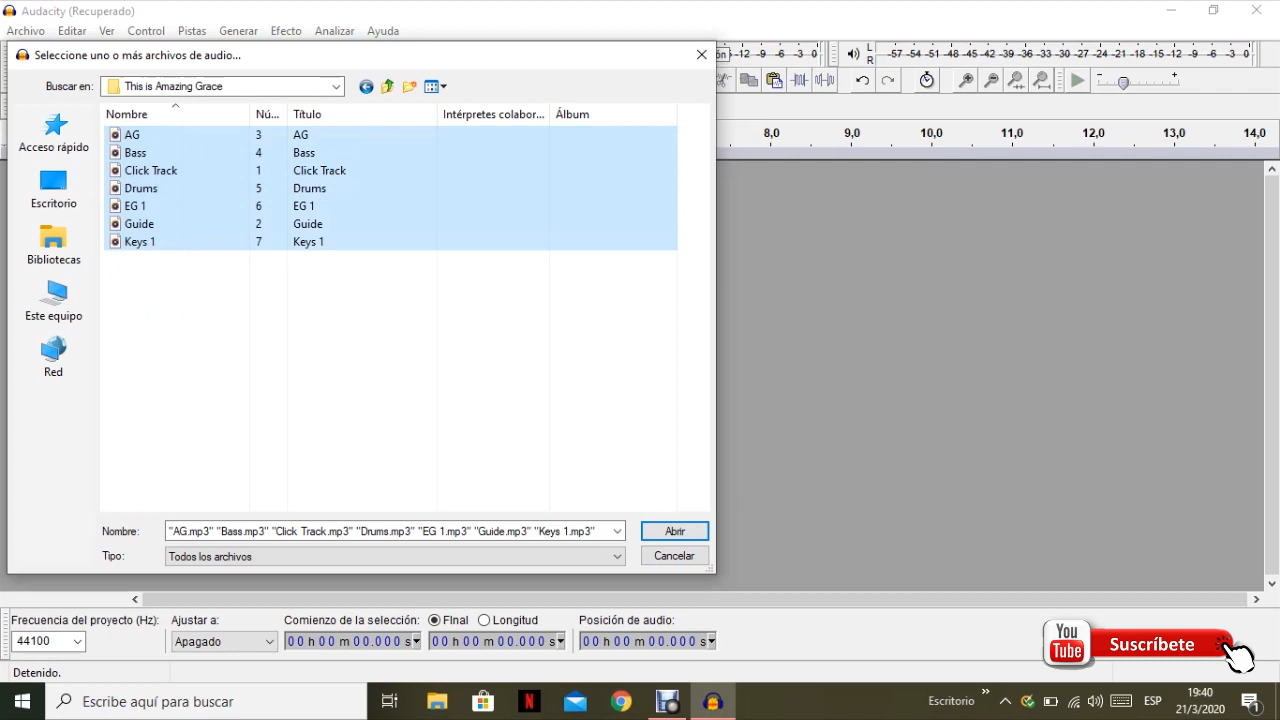 Audacity (Recuperado)
Archivo Editar Ver Control Pistas Generar Efecto Analizar Ayuda
Seleccione uno o más archivos de audio...
ón -12 -9 -6 -3 0
L R -57 -54 -51 -48 -45 -42 -39 -36 -33 -30 -27 -24 -21 -18 -15 -12 -9 -6 -3 0
Buscar en: This is Amazing Grace
8,0 9,0 10,0 11,0 12,0 13,0 14,0
Nombre Nú... Título Intérpretes colabor... Álbum
AG 3 AG
Bass 4 Bass
Click Track 1 Click Track
Drums 5 Drums
EG 1 6 EG 1
Guide 2 Guide
Keys 1 7 Keys 1
Acceso rápido
Escritorio
Bibliotecas
Este equipo
Red
Nombre: "AG.mp3" "Bass.mp3" "Click Track.mp3" "Drums.mp3" "EG 1.mp3" "Guide.mp3" "Keys 1.mp3" Abrir
Tipo: Todos los archivos Cancelar
Frecuencia del proyecto (Hz): Ajustar a: Comienzo de la selección: FInal Longitud Posición de audio:
44100 Apagado 00 h 00 m 00.000 s 00 h 00 m 00.000 s 00 h 00 m 00.000 s
You Tube Suscríbete
Detenido.
Escribe aquí para buscar
N
Escritorio » ESP 19:40
21/3/2020
1